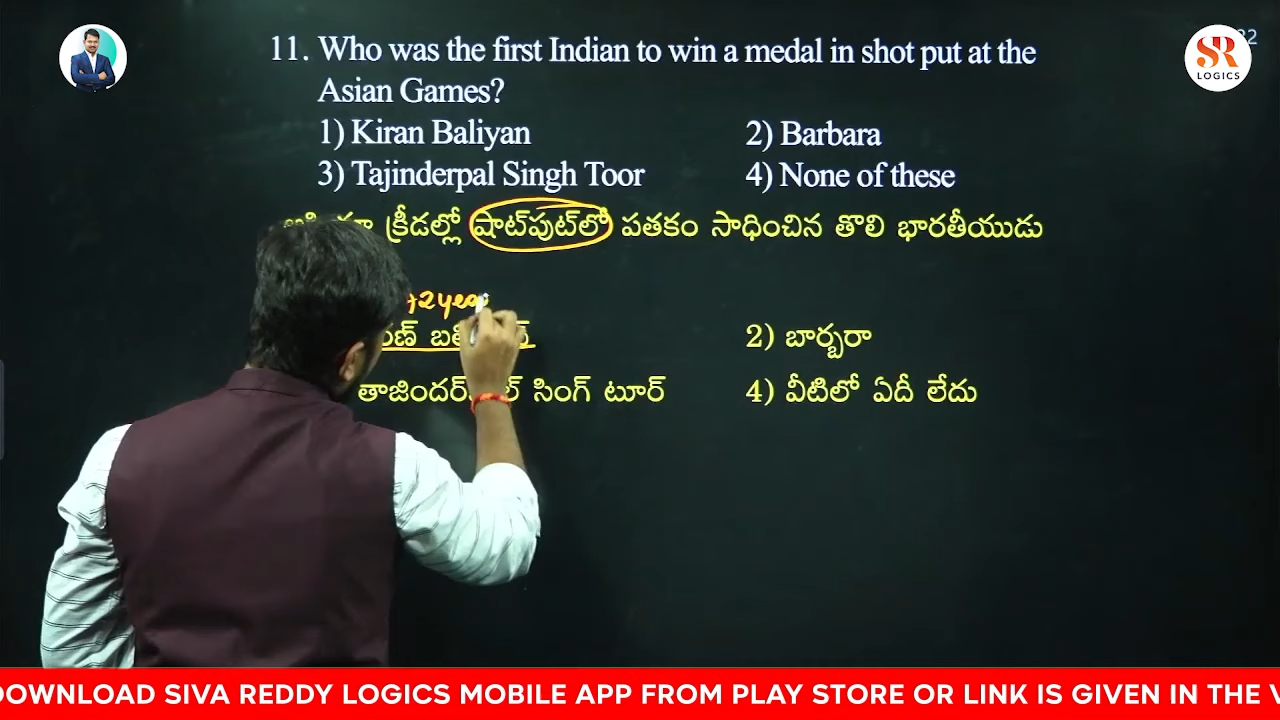 11. Who was the first Indian to win a medal in shot put at the
Asian Games?
1) Kiran Baliyan
2) Barbara
3) Tajinderpal Singh Toor
4) None of these
క్రీడల్లో షాట్‌పుట్‌లో పతకం సాధించిన తొలి భారతీయుడు
2) బార్బరా
సింగ్ టూర్
4) వీటిలో ఏదీ లేదు
SR
LOGICS
DOWNLOAD SIVA REDDY LOGICS MOBILE APP FROM PLAY STORE OR LINK IS GIVEN IN THE